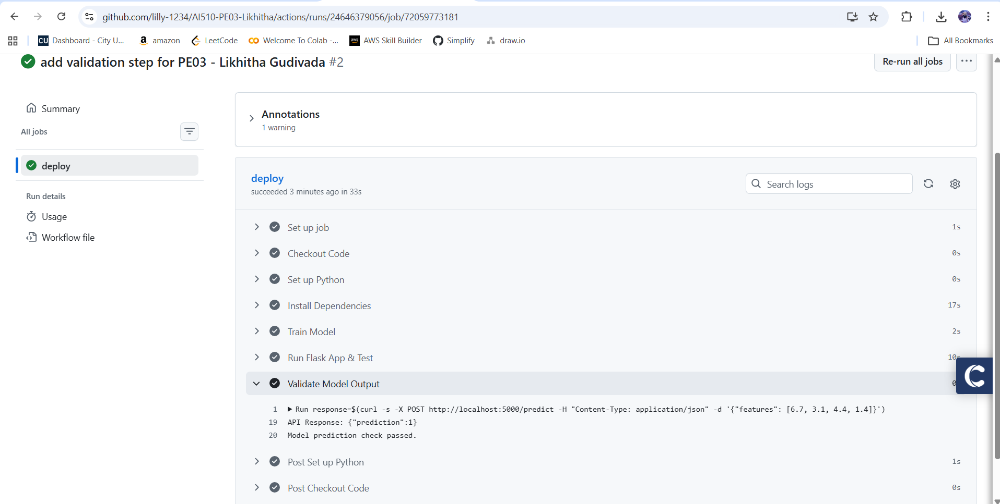 github.com/lilly-1234/AI510-PE03-Likhitha/actions/runs/24646379056/job/72059773181
CU Dashboard - City U... a amazon LeetCode CO Welcome To Colab -... aws AWS Skill Builder Simplify draw.io All Bookmarks
add validation step for PE03 - Likhitha Gudivada #2
Re-run all jobs
Summary
All jobs
deploy
Run details
Usage
Workflow file
Annotations
1 warning
deploy
succeeded 3 minutes ago in 33s
Search logs
Set up job 1s
Checkout Code 0s
Set up Python 0s
Install Dependencies 17s
Train Model 2s
Run Flask App & Test 10s
Validate Model Output 0
1 Run response=$(curl -s -X POST http://localhost:5000/predict -H "Content-Type: application/json" -d '{"features": [6.7, 3.1, 4.4, 1.4]}')
19 API Response: {"prediction":1}
20 Model prediction check passed.
Post Set up Python 1s
Post Checkout Code 0s